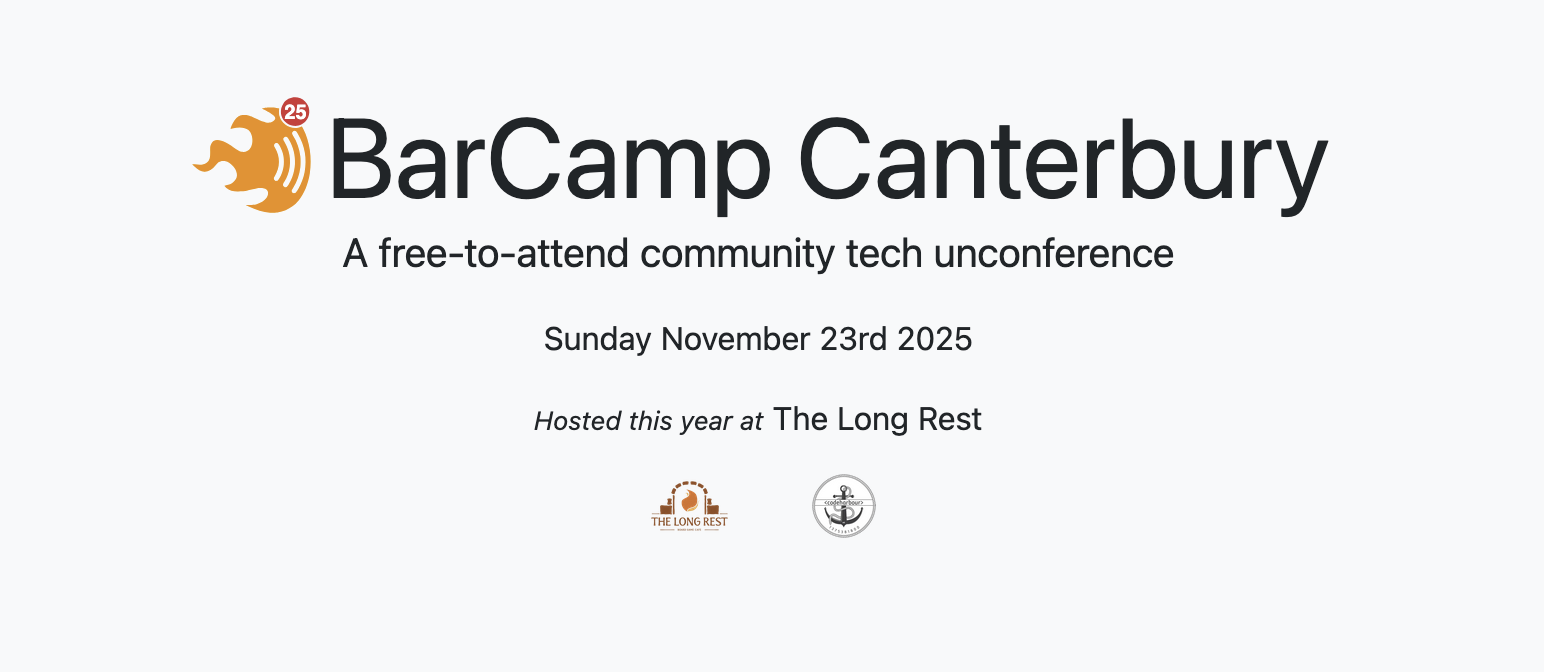 25
BarCamp Canterbury
A free-to-attend community tech unconference
Sunday November 23rd 2025
Hosted this year at The Long Rest
THE LONG REST
<codeharbour>